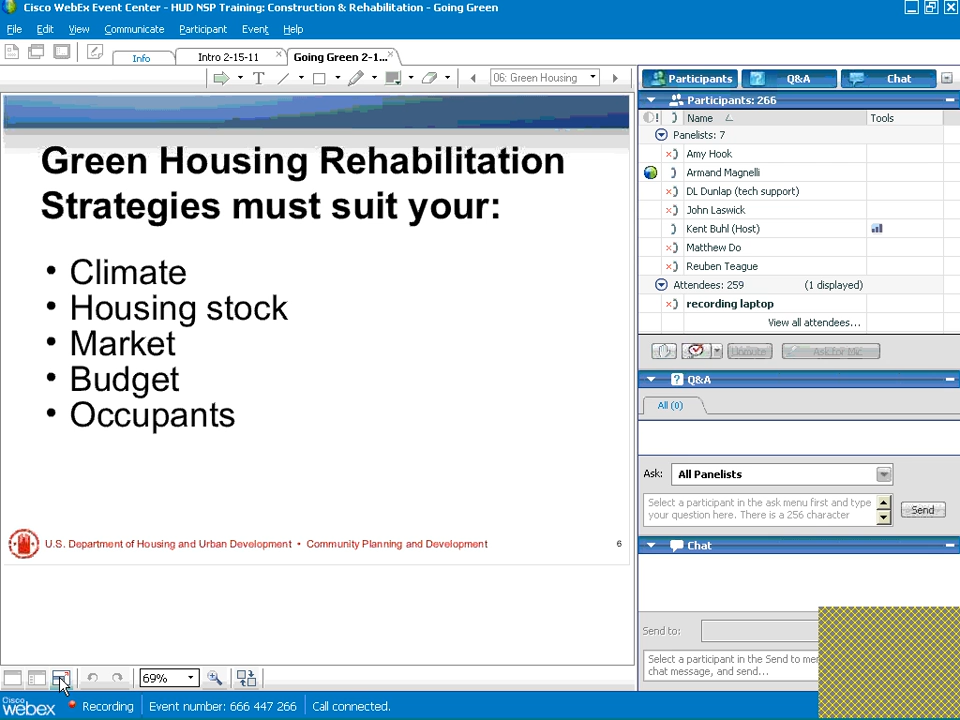 Cisco WebEx Event Center - HUD NSP Training: Construction & Rehabilitation - Going Green
File Edit View Communicate Participant Event Help
Info Intro 2-15-11 Going Green 2-1...
T 06: Green Housing
Green Housing Rehabilitation
Strategies must suit your:
• Climate
• Housing stock
• Market
• Budget
• Occupants
U.S. Department of Housing and Urban Development • Community Planning and Development 6
69%
Participants Q&A Chat
Participants: 266
Name Tools
Panelists: 7
Amy Hook
Armand Magnelli
DL Dunlap (tech support)
John Laswick
Kent Buhl (Host)
Matthew Do
Reuben Teague
Attendees: 259 (1 displayed)
recording laptop
View all attendees...
Unmute Ask for Mic
Q&A
All (0)
Ask: All Panelists
Select a participant in the ask menu first and type
your question here. There is a 256 character
Send
Chat
Send to:
Select a participant in the Send to men
chat message, and send...
Cisco webex Recording Event number: 666 447 266 Call connected.